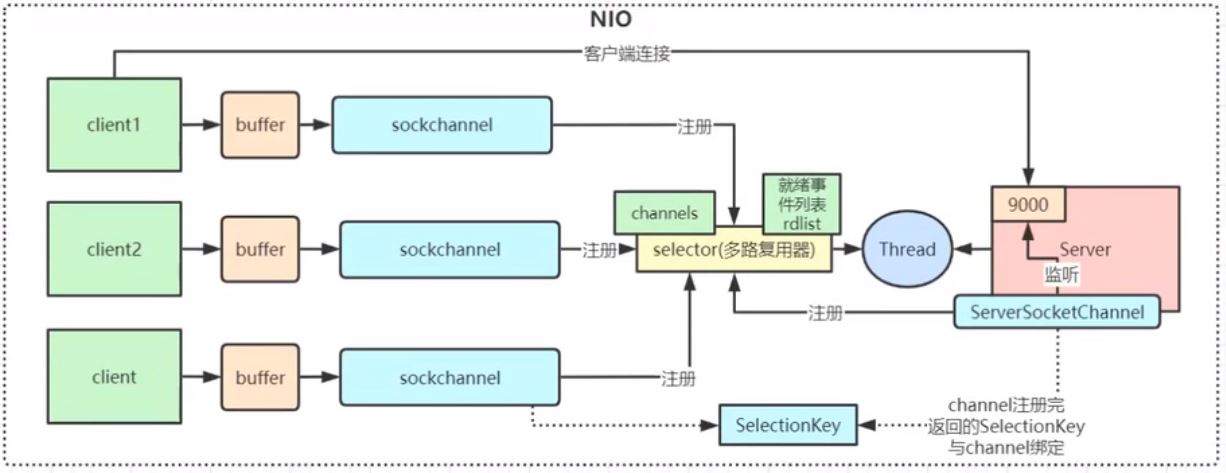 NIO
客户端连接
client1
buffer
sockchannel
注册
channels
就绪事
件列表
rdlist
9000
client2
buffer
sockchannel
注册
selector(多路复用器)
Thread
Server
监听
注册
ServerSocketChannel
client
buffer
sockchannel
注册
SelectionKey
channel注册完
返回的SelectionKey
与channel绑定